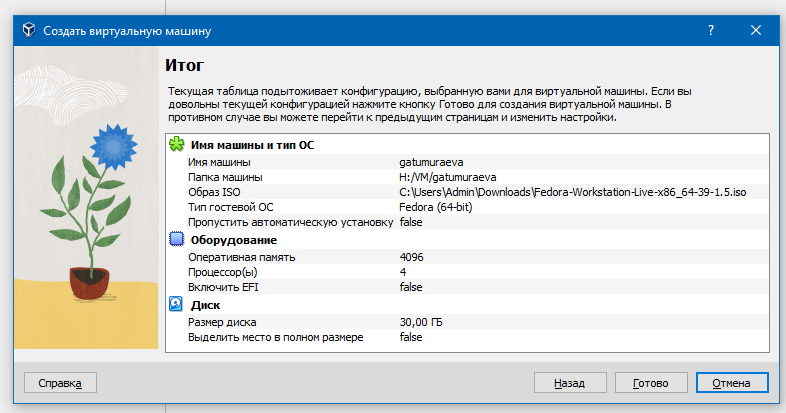 Создать виртуальную машину
?
Итог
Текущая таблица подытоживает конфигурацию, выбранную вами для виртуальной машины. Если вы
довольны текущей конфигурацией нажмите кнопку Готово для создания виртуальной машины. В
противном случае вы можете перейти к предыдущим страницам и изменить настройки.
Имя машины и тип ОС
Имя машины gatumuraeva
Папка машины H:/VM/gatumuraeva
Образ ISO C:\Users\Admin\Downloads\Fedora-Workstation-Live-x86_64-39-1.5.iso
Тип гостевой ОС Fedora (64-bit)
Пропустить автоматическую установку false
Оборудование
Оперативная память 4096
Процессор(ы) 4
Включить EFI false
Диск
Размер диска 30,00 ГБ
Выделить место в полном размере false
Справка Назад Готово Отмена